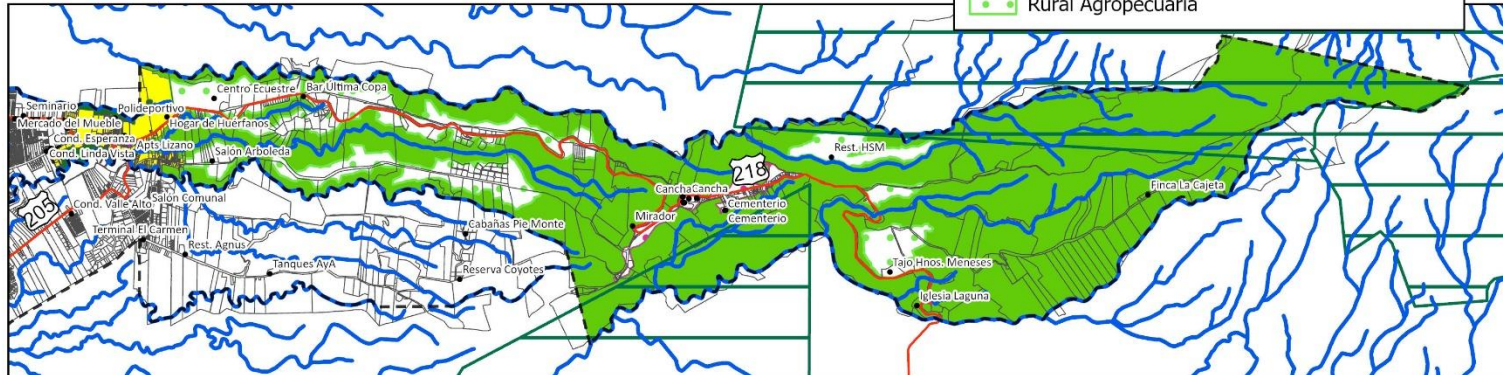 Rural Agropecuaria
Centro Ecuestre
Bar Última Copa
Seminario
Polideportivo
Mercado del Mueble
Hogar de Huérfanos
Cond. Esperanza
Apts Lizano
Cond. Linda Vista
Salón Arboleda
Rest. HSM
218
Cancha
Cancha
Finca La Cajeta
205
Cond. Valle Alto
Salón Comunal
Cementerio
Mirador
Cementerio
Terminal El Carmen
Cabañas Pie Monte
Rest. Agnus
Tanques AyA
Reserva Coyotes
Tajo Hnos. Meneses
Iglesia Laguna